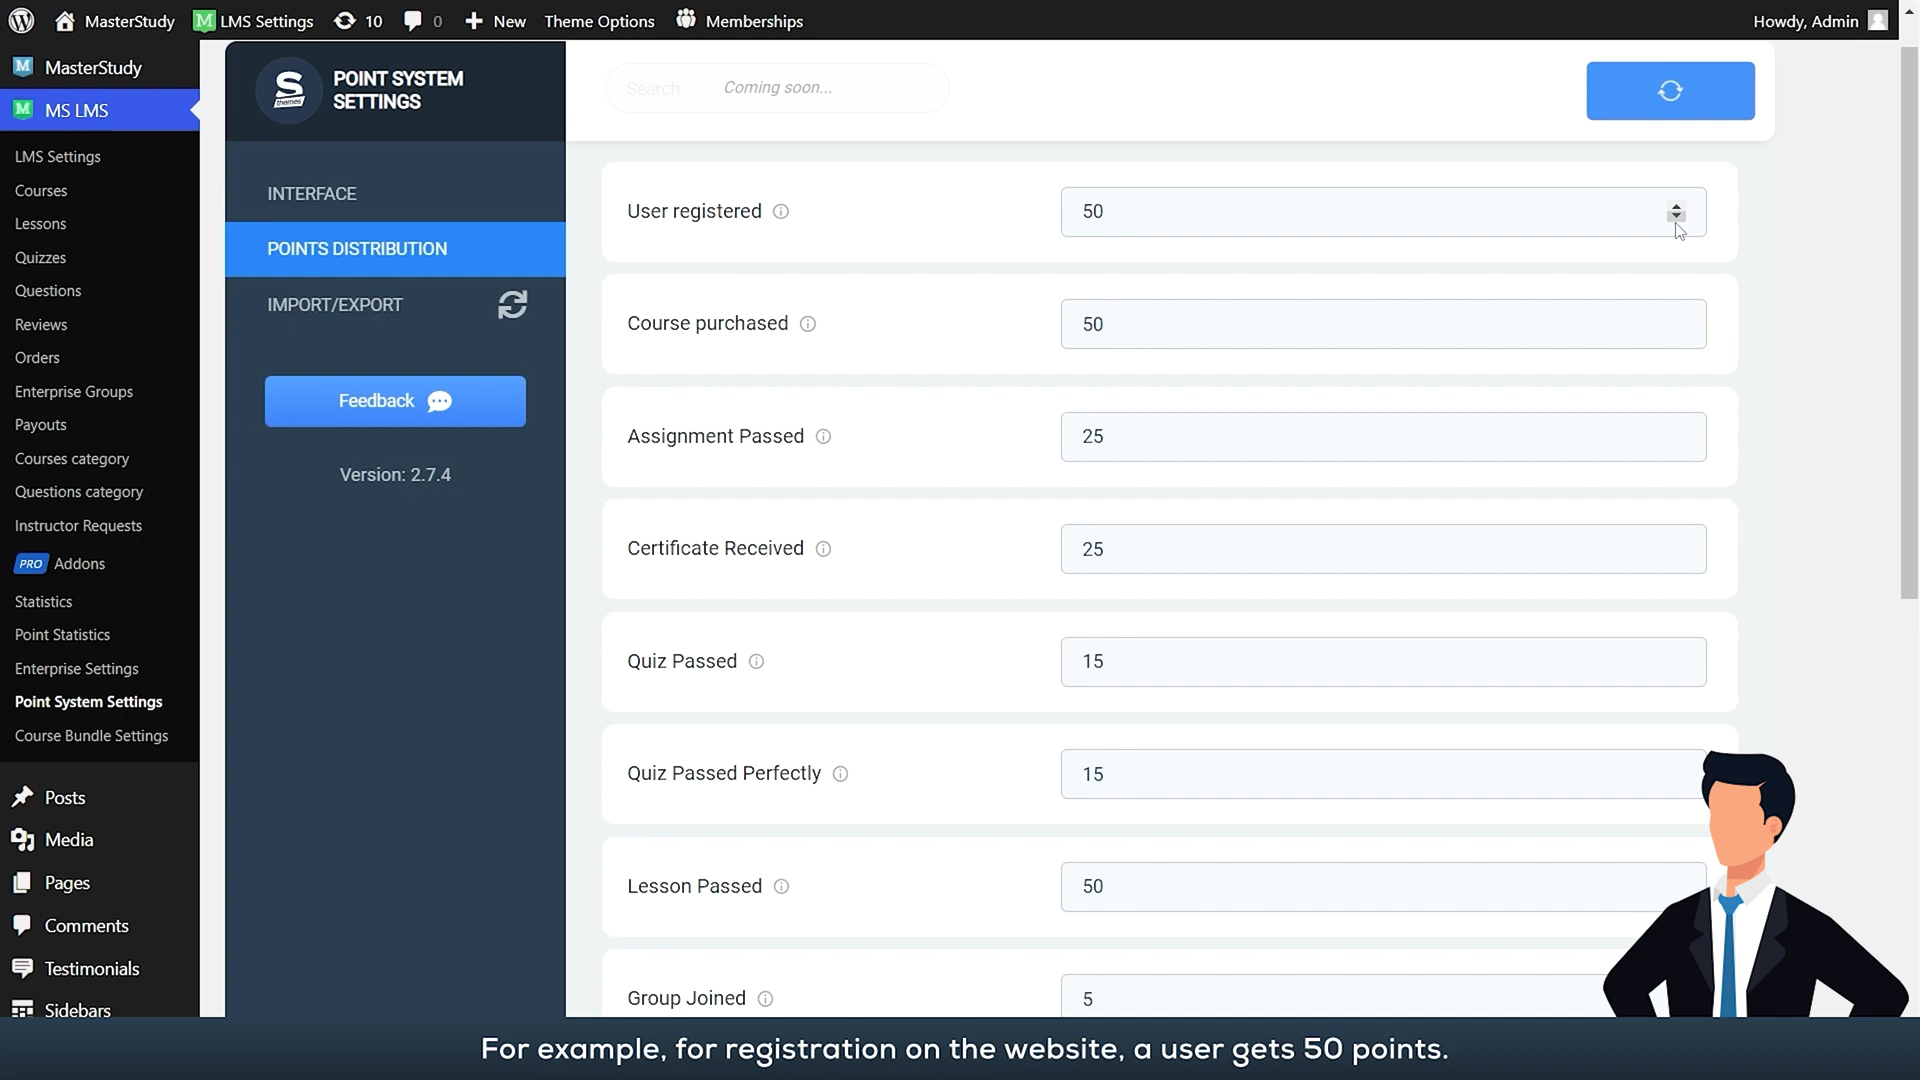 MasterStudy
LMS Settings
10
0
New
Theme Options
Memberships
Howdy, Admin
MasterStudy
MS LMS
LMS Settings
Courses
Lessons
Quizzes
Questions
Reviews
Orders
Enterprise Groups
Payouts
Courses category
Questions category
Instructor Requests
PRO Addons
Statistics
Point Statistics
Enterprise Settings
Point System Settings
Course Bundle Settings
Posts
Media
Pages
Comments
Testimonials
Sidebars
S themes
POINT SYSTEM
SETTINGS
INTERFACE
POINTS DISTRIBUTION
IMPORT/EXPORT
Feedback
Version: 2.7.4
Search
Coming soon...
User registered
50
Course purchased
50
Assignment Passed
25
Certificate Received
25
Quiz Passed
15
Quiz Passed Perfectly
15
Lesson Passed
50
Group Joined
5
For example, for registration on the website, a user gets 50 points.